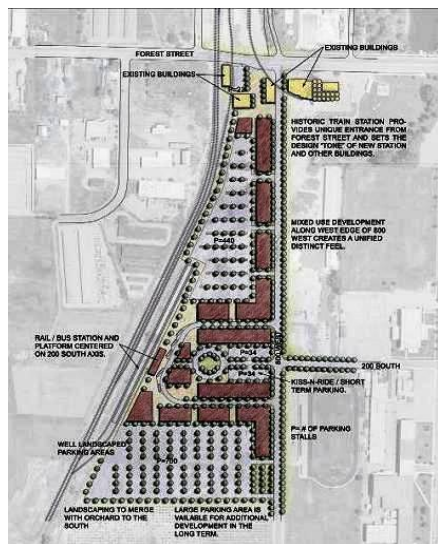 EXISTING BUILDINGS
FOREST STREET
EXISTING BUILDINGS
HISTORIC TRAIN STATION PRO-
VIDES UNIQUE ENTRANCE FROM
FOREST STREET AND SETS THE
DESIGN "TONE" OF NEW STATION
AND OTHER BUILDINGS.
MIXED USE DEVELOPMENT
ALONG WEST EDGE OF 800
WEST CREATES A UNIFIED
DISTINCT FEEL.
P=440
RAIL / BUS STATION AND
PLATFORM CENTERED
ON 200 SOUTH AXIS.
P=34
200 SOUTH
P=34
KISS-N-RIDE / SHORT
TERM PARKING.
P= # OF PARKING
STALLS
WELL LANDSCAPED
PARKING AREAS
P=700
LANDSCAPING TO MERGE
WITH ORCHARD TO THE
SOUTH
LARGE PARKING AREA IS
VAILABLE FOR ADDITIONAL
DEVELOPMENT IN THE
LONG TERM.